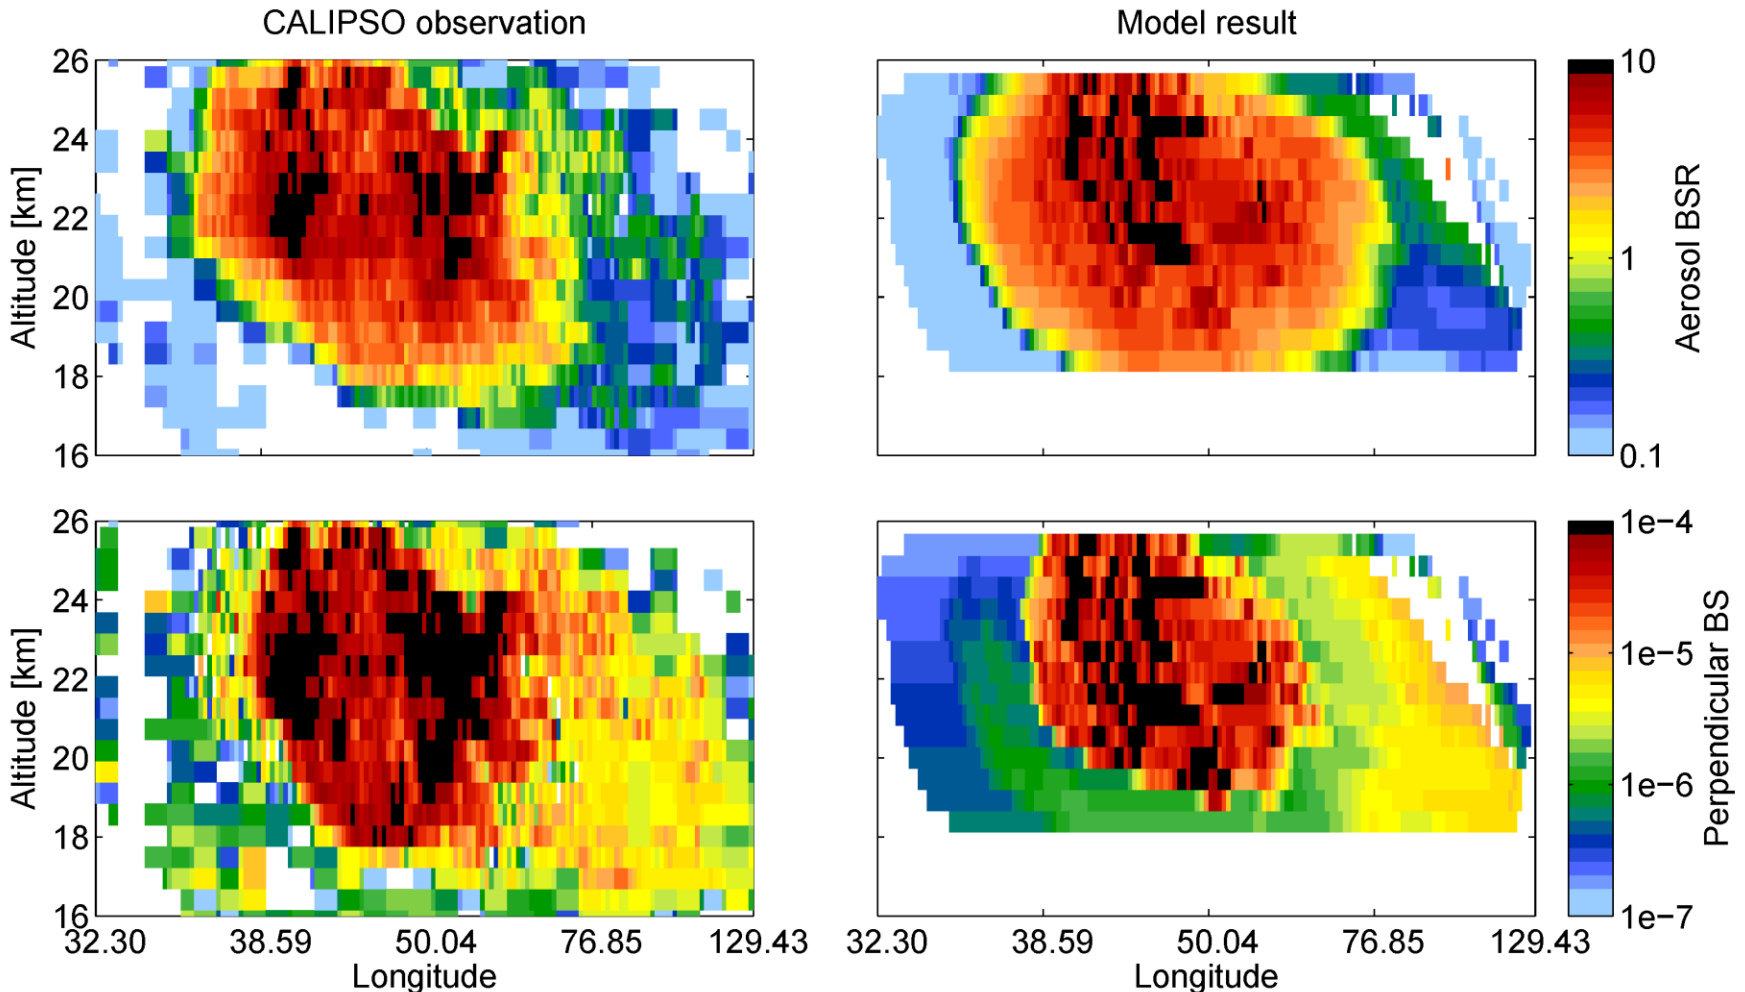 CALIPSO observation
Model result
26
24
22
20
18
16
Altitude [km]
10
1
0.1
Aerosol BSR
26
24
22
20
18
16
Altitude [km]
32.30 38.59 50.04 76.85 129.43
Longitude
32.30 38.59 50.04 76.85 129.43
Longitude
1e−4
1e−5
1e−6
1e−7
Perpendicular BS